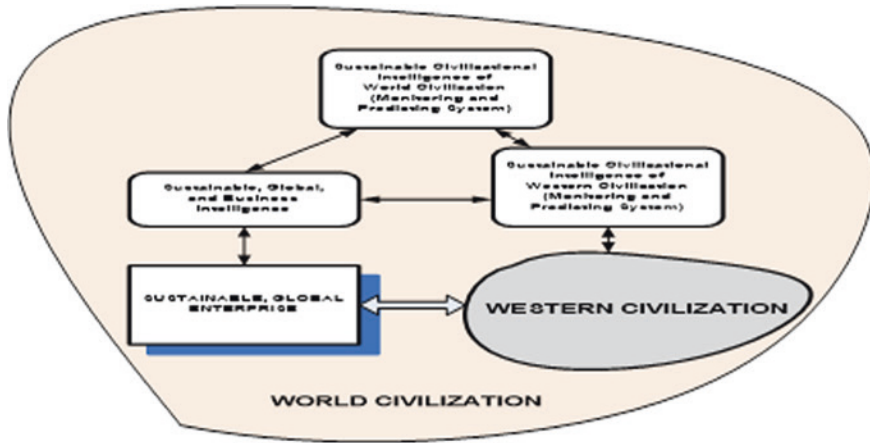 Sustainable Civilizational
Intelligence of
World Civilization
(Monitoring and
Predicting System)
Sustainable Civilizational
Intelligence of
Western Civilization
(Monitoring and
Predicting System)
Sustainable, Global,
and Business
Intelligence
SUSTAINABLE, GLOBAL
ENTERPRISE
WESTERN CIVILIZATION
WORLD CIVILIZATION